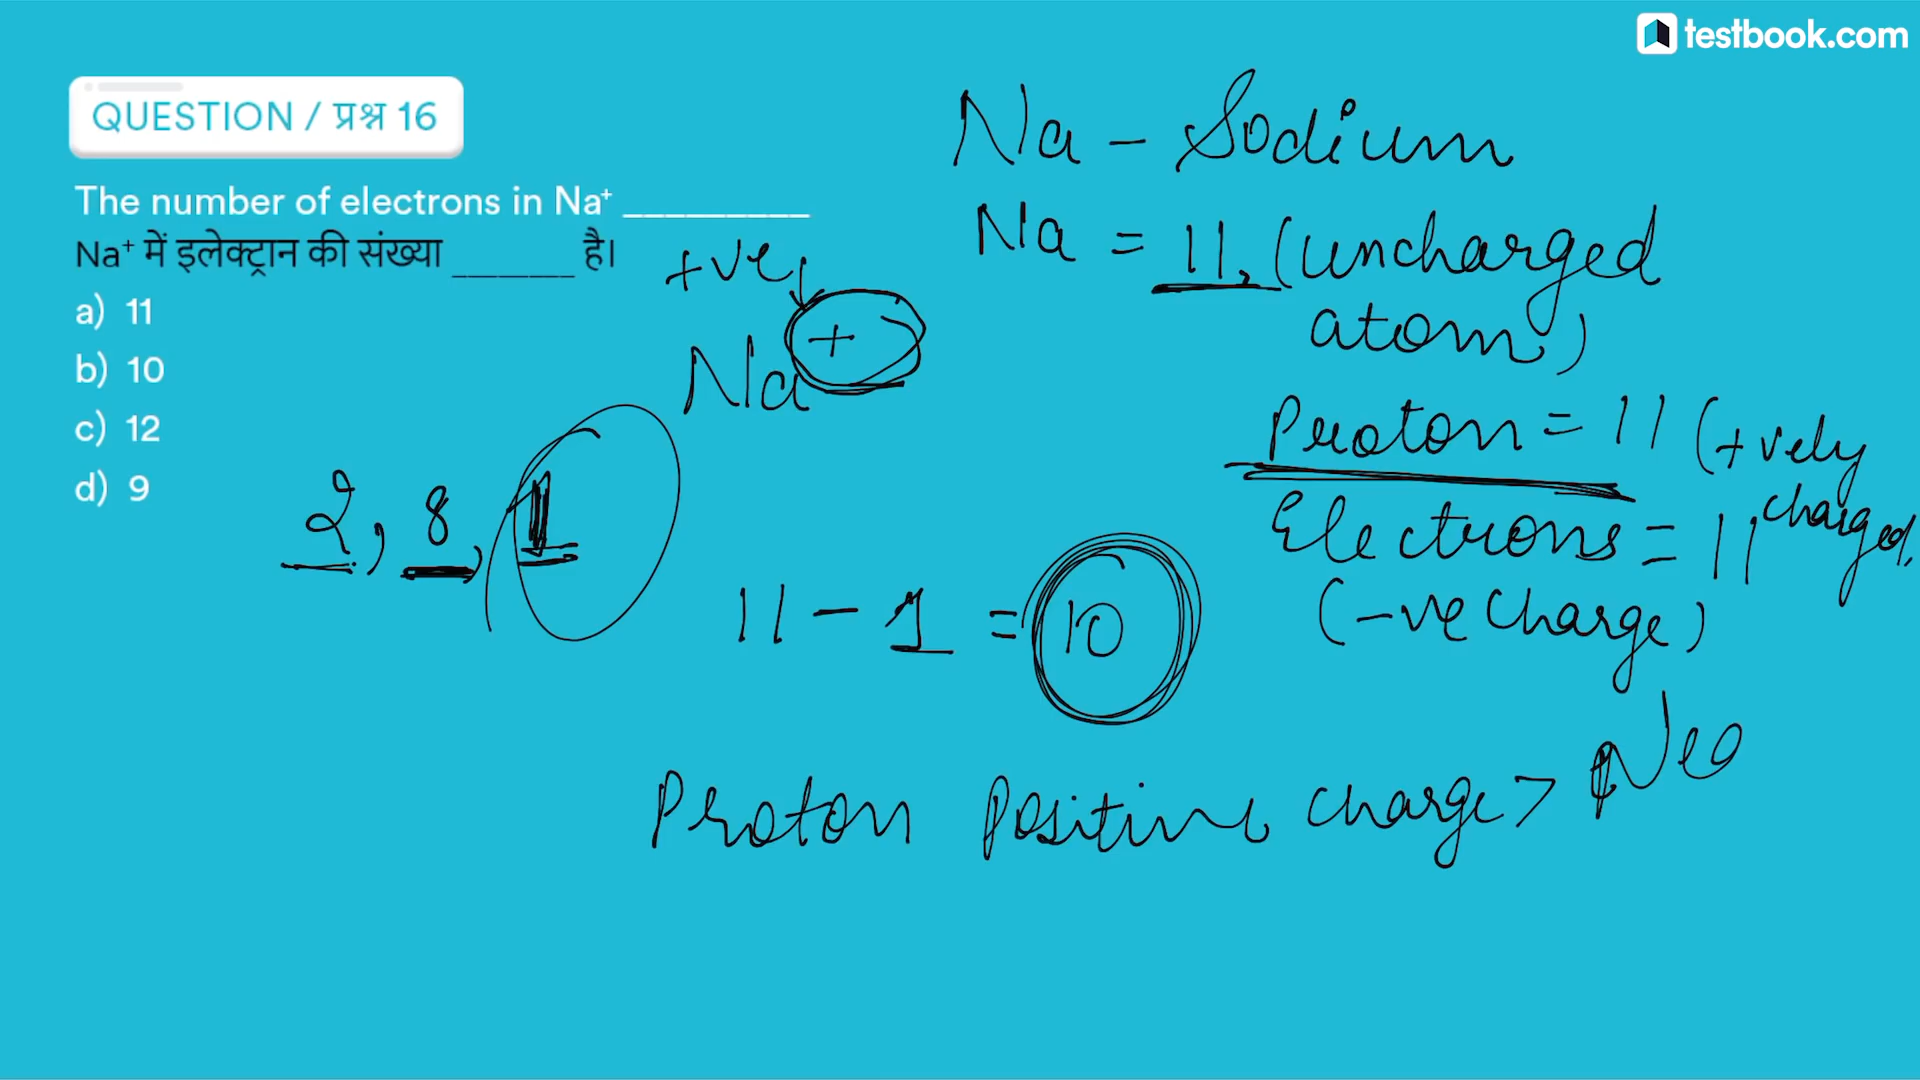 testbook.com
QUESTION / प्रश्न 16
The number of electrons in Na⁺ _________
Na⁺ में इलेक्ट्रान की संख्या ______ है।
a) 11
b) 10
c) 12
d) 9
Na - Sodium
Na = 11, (uncharged
atom)
+ve
Na⁺
Proton = 11 (+vely
charged,
Electrons = 11
(-ve charge)
2, 8, 1
11 - 1 = 10
Proton Positive charge >